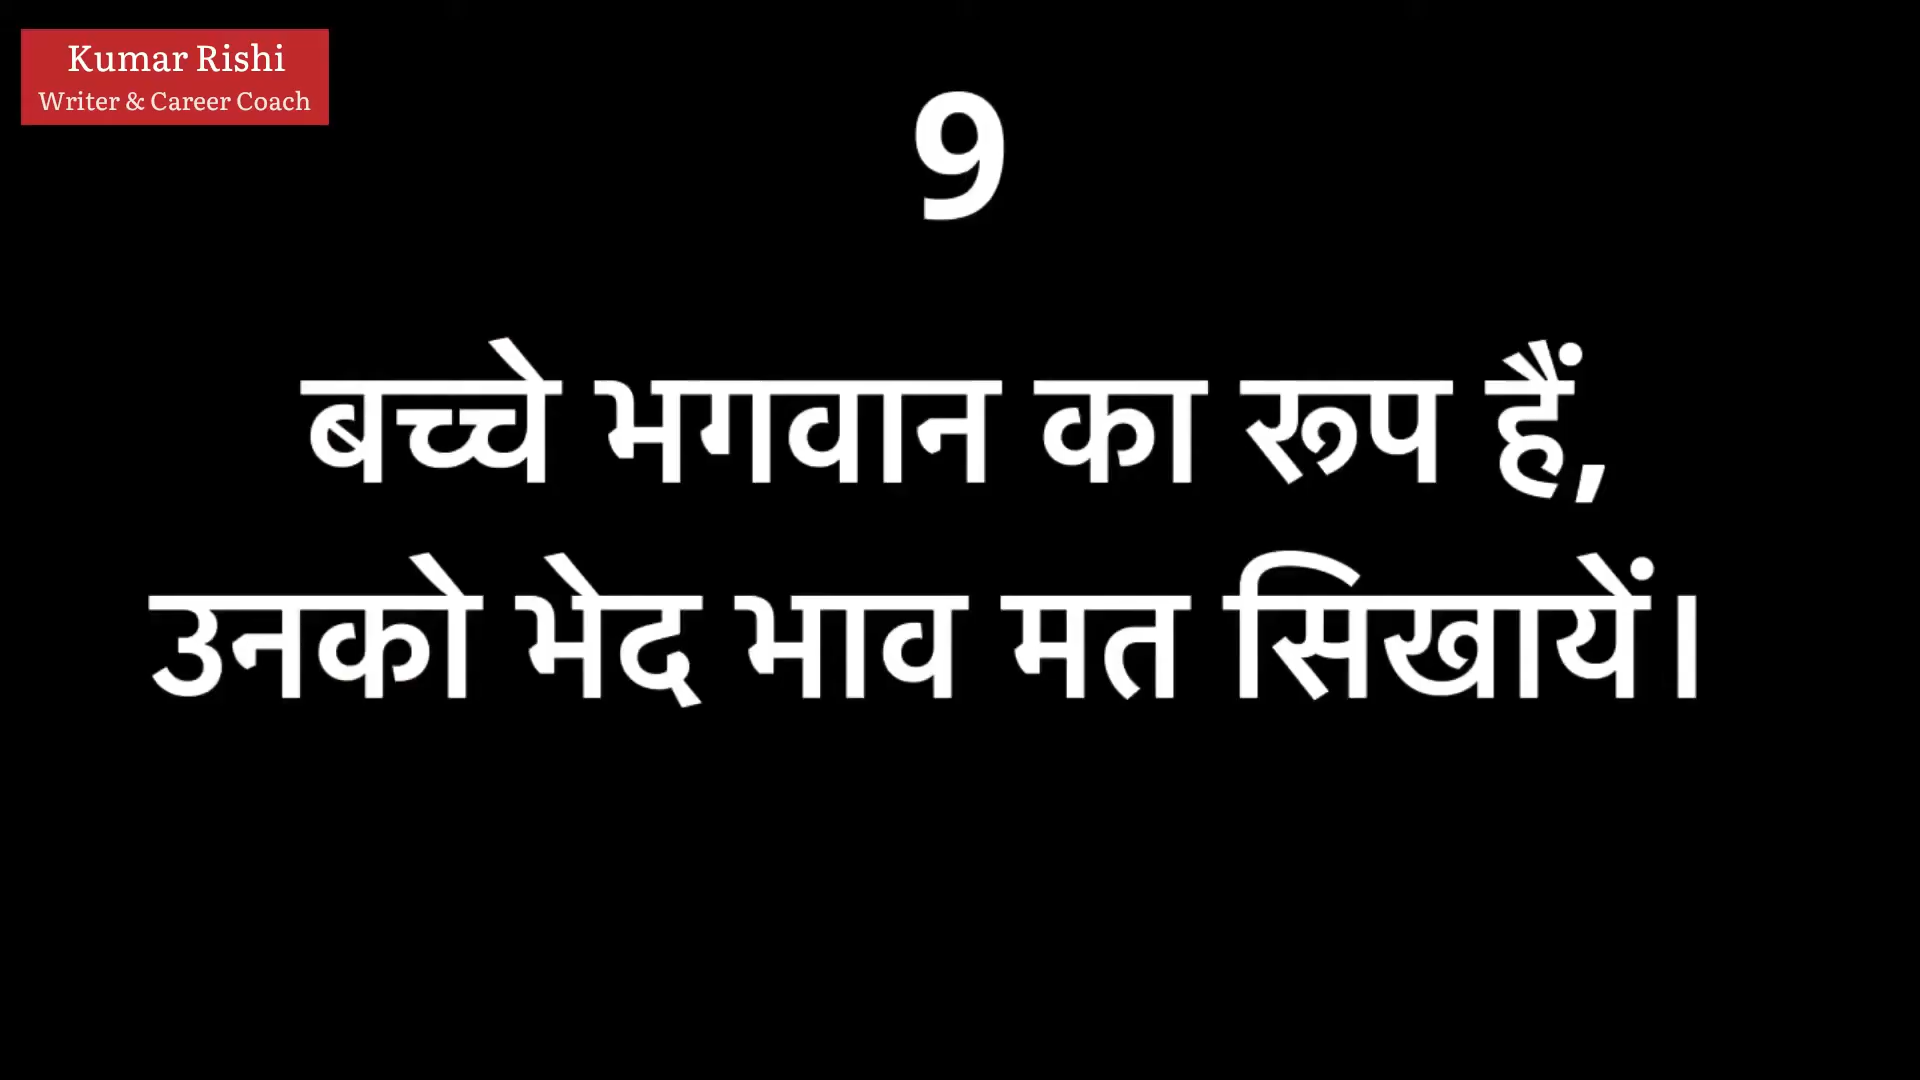 Kumar Rishi
Writer & Career Coach
9
बच्चे भगवान का रूप हैं,
उनको भेद भाव मत सिखायें।